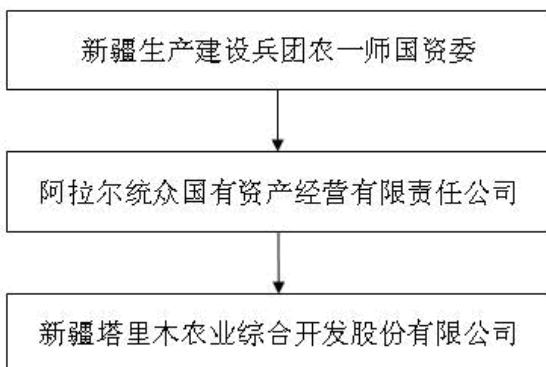 新疆生产建设兵团农一师国资委
阿拉尔统众国有资产经营有限责任公司
新疆塔里木农业综合开发股份有限公司